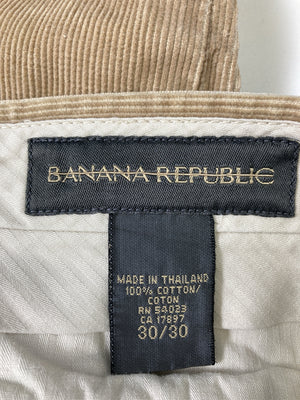 BANANA REPUBLIC
MADE IN THAILAND
100% COTTON/
COTON
RN 54023
CA 17897
30/30